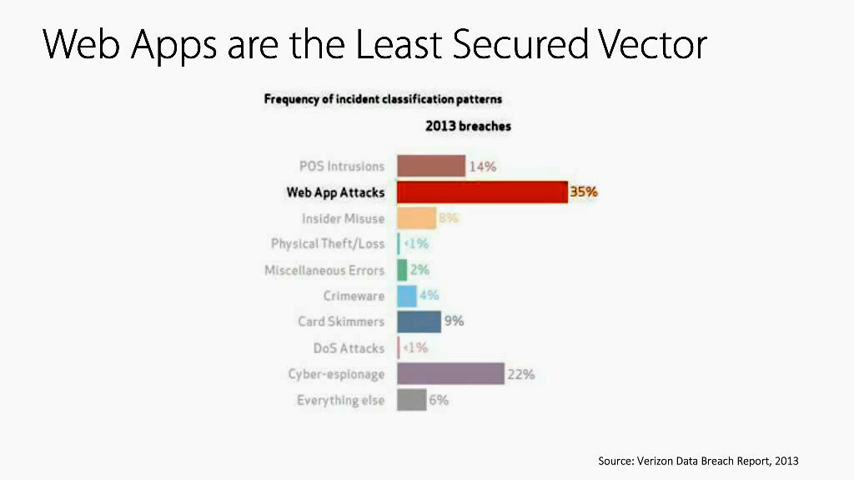 Web Apps are the Least Secured Vector
Frequency of incident classification patterns
2013 breaches
POS Intrusions 14%
Web App Attacks 35%
Insider Misuse 8%
Physical Theft/Loss <1%
Miscellaneous Errors 2%
Crimeware 4%
Card Skimmers 9%
DoS Attacks <1%
Cyber-espionage 22%
Everything else 6%
Source: Verizon Data Breach Report, 2013